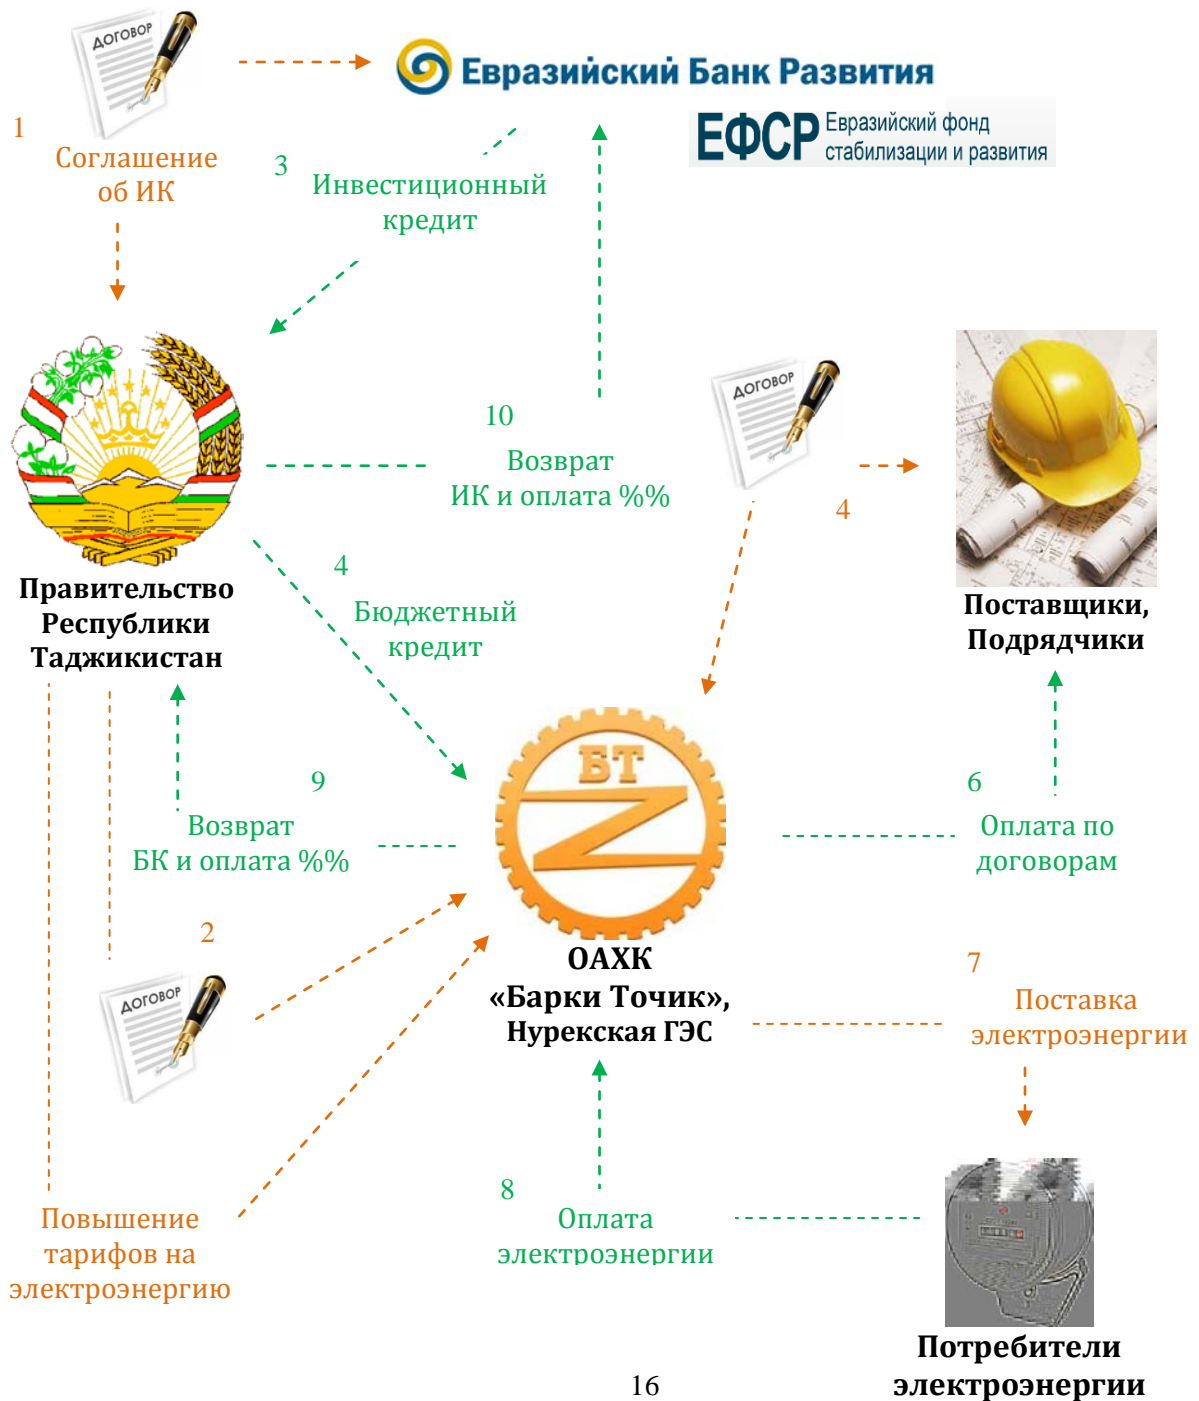 ДОГОВОР
Евразийский Банк Развития
ЕФСР
Евразийский фонд
стабилизации и развития
1
Соглашение
об ИК
3
Инвестиционный
кредит
10
Возврат
ИК и оплата %%
ДОГОВОР
4
Правительство
Республики
Таджикистан
4
Бюджетный
кредит
Поставщики,
Подрядчики
БТ
9
Возврат
БК и оплата %%
6
Оплата по
договорам
2
ДОГОВОР
ОАХК
«Барки Точик»,
Нурекская ГЭС
7
Поставка
электроэнергии
8
Оплата
электроэнергии
Повышение
тарифов на
электроэнергию
Потребители
электроэнергии
16